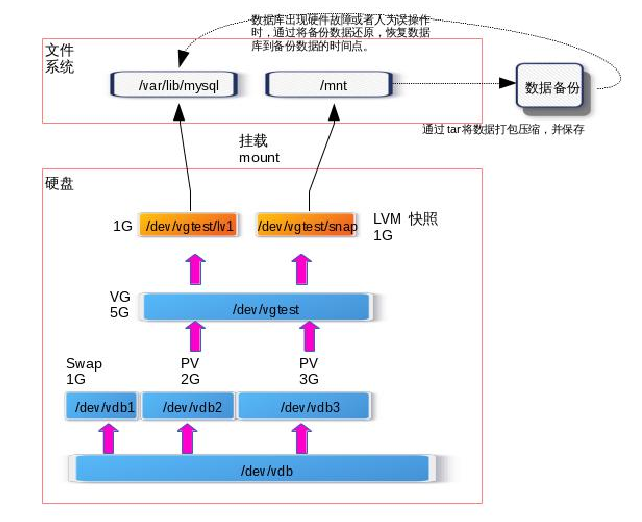 数据库出现硬件故障或者人为误操作
时，通过将备份数据还原，恢复数据
库到备份数据的时间点。
文件
系统
/var/lib/mysql
/mnt
数据备份
通过 tar将数据打包压缩，并保存
挂载
mount
硬盘
1G
/dev/vgtest/lv1
/dev/vgtest/snap
LVM 快照
1G
VG
5G
/dev/vgtest
Swap
1G
PV
2G
PV
3G
/dev/vdb1
/dev/vdb2
/dev/vdb3
/dev/vdb